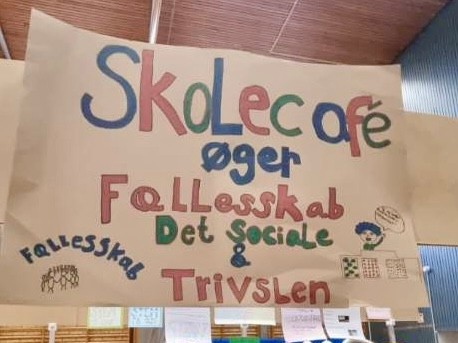 Skolecafé
øger
Fællesskab
Det Sociale
&
Trivslen
Fællesskab